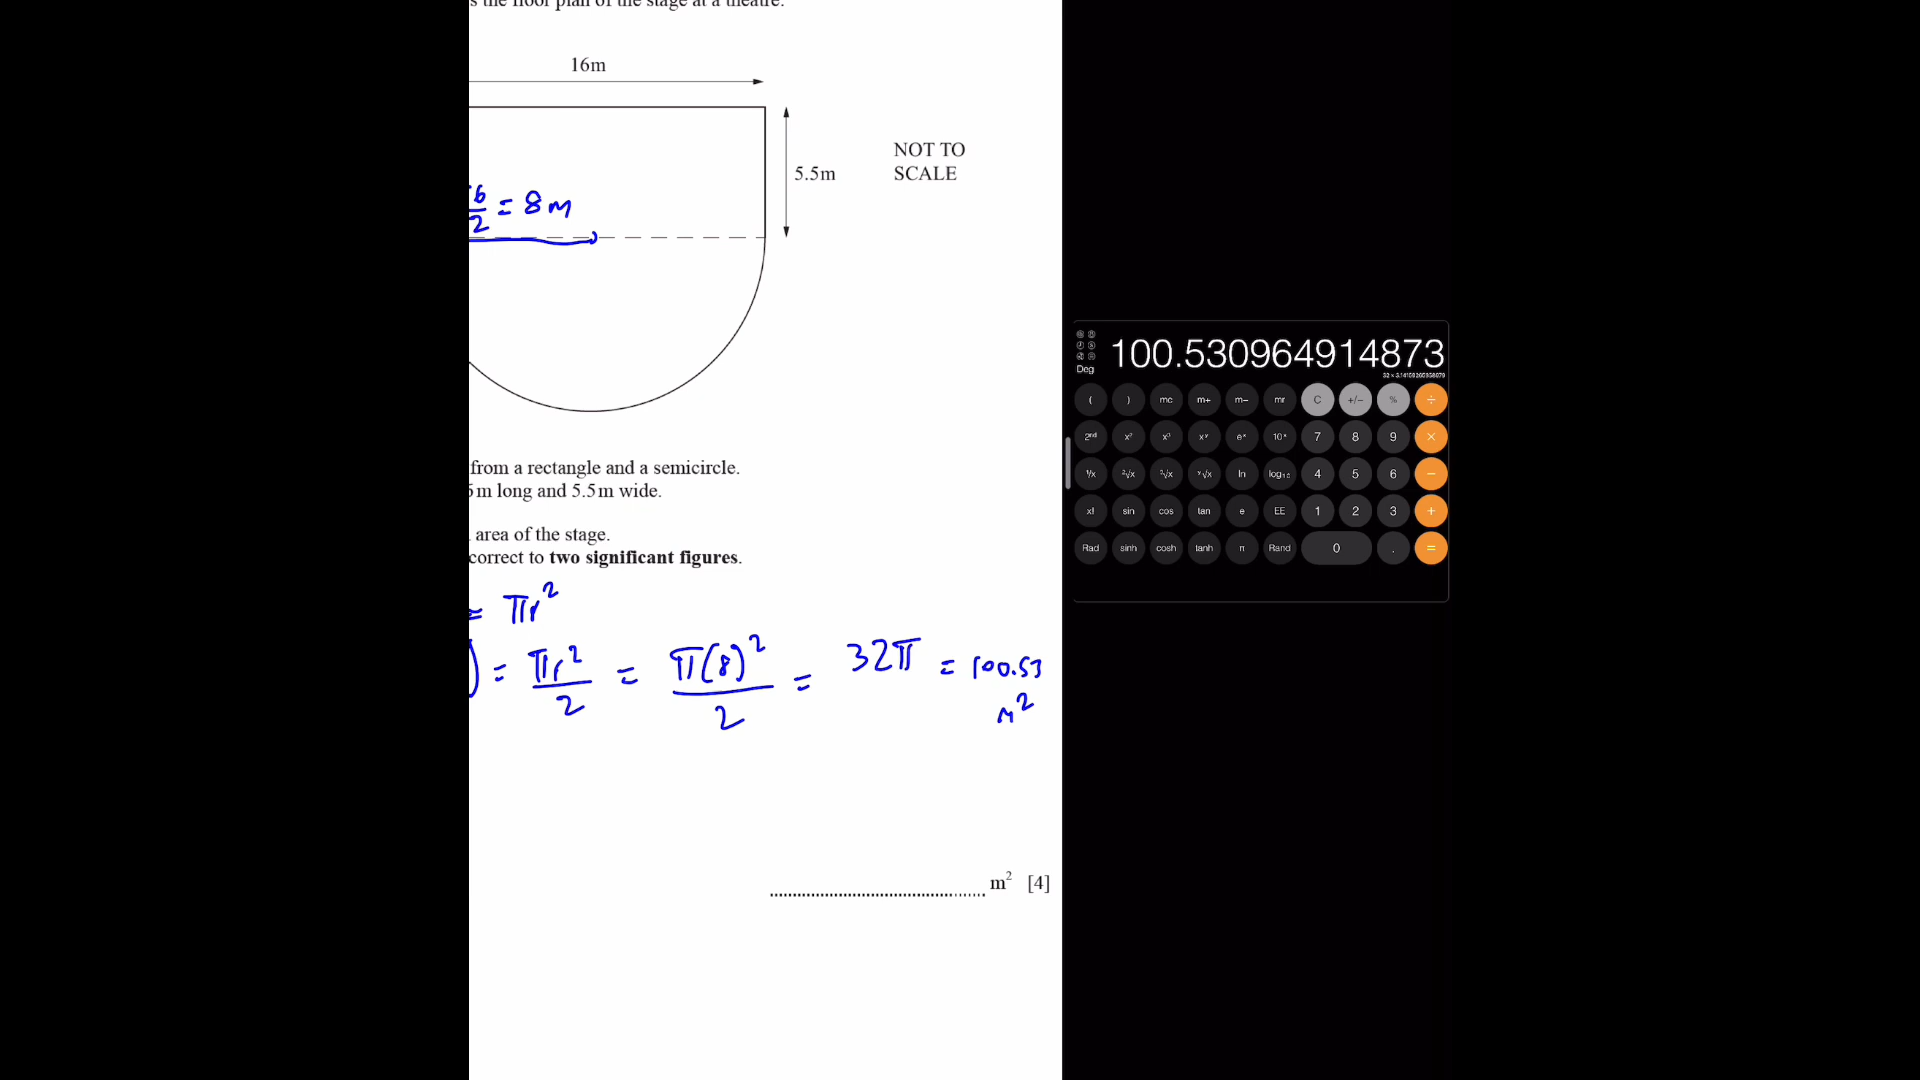 s the floor plan of the stage at a theatre.
16m
5.5m
NOT TO
SCALE
16/2 = 8m
from a rectangle and a semicircle.
6m long and 5.5m wide.
area of the stage.
correct to two significant figures.
= πr²
) = πr²/2 = π(8)²/2 = 32π = 100.53
m²
m² [4]
100.530964914873
Deg
( ) mc m+ m− mr C +/− % ÷
2nd x² x³ xʸ eˣ 10ˣ 7 8 9 ×
1/x ²√x ³√x ʸ√x ln log₁₀ 4 5 6 −
x! sin cos tan e EE 1 2 3 +
Rad sinh cosh tanh π Rand 0 . =